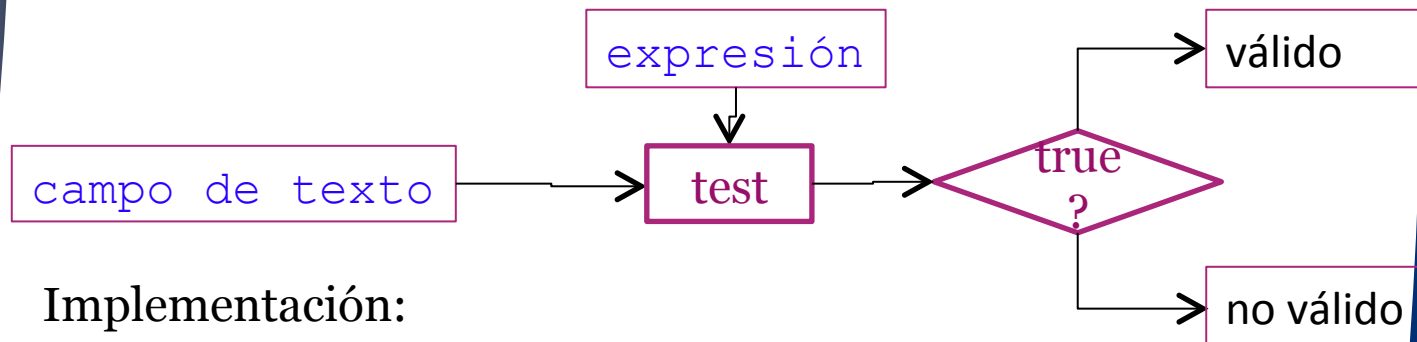 expresión
válido
campo de texto
test
true
?
no válido
Implementación: